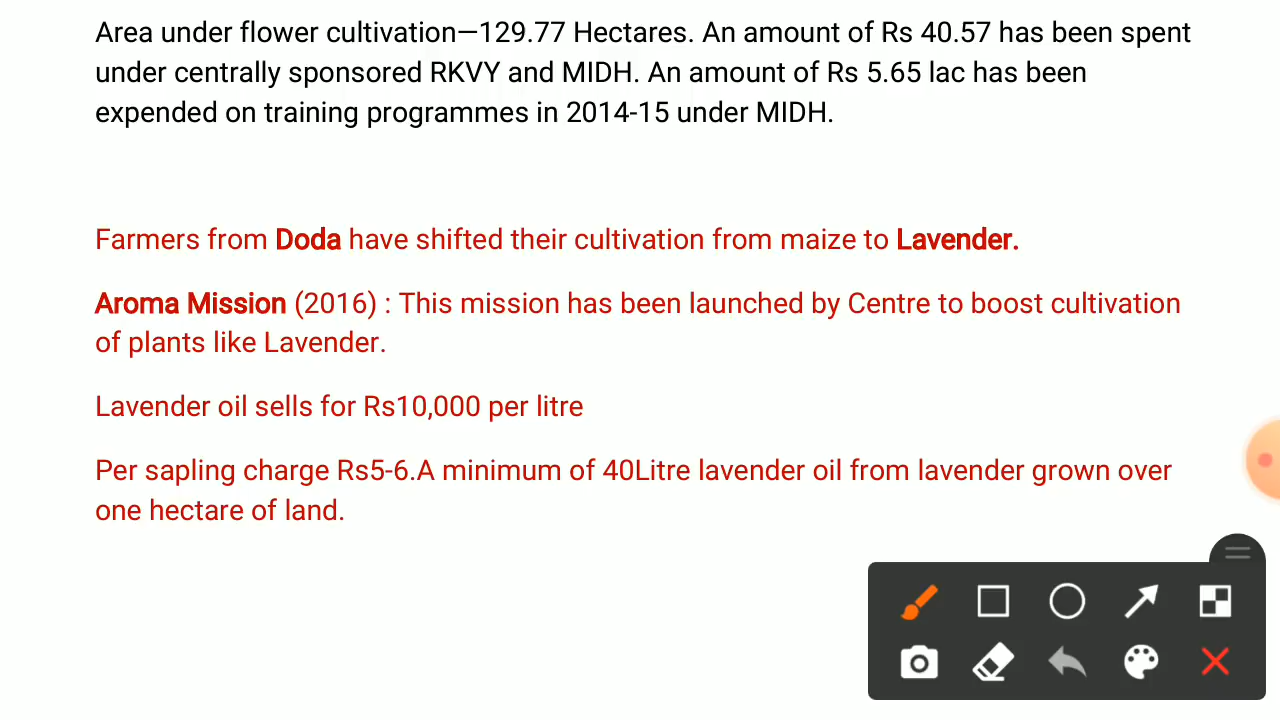 Area under flower cultivation—129.77 Hectares. An amount of Rs 40.57 has been spent
under centrally sponsored RKVY and MIDH. An amount of Rs 5.65 lac has been
expended on training programmes in 2014-15 under MIDH.
Farmers from Doda have shifted their cultivation from maize to Lavender.
Aroma Mission (2016) : This mission has been launched by Centre to boost cultivation
of plants like Lavender.
Lavender oil sells for Rs10,000 per litre
Per sapling charge Rs5-6.A minimum of 40Litre lavender oil from lavender grown over
one hectare of land.